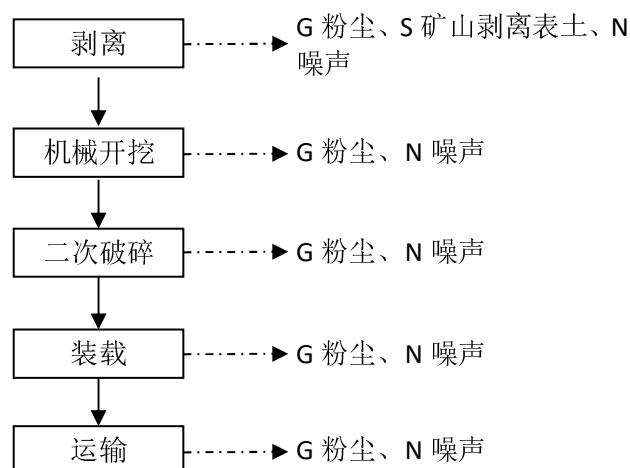 剥离
G 粉尘、S 矿山剥离表土、N
噪声
机械开挖
G 粉尘、N 噪声
二次破碎
G 粉尘、N 噪声
装载
G 粉尘、N 噪声
运输
G 粉尘、N 噪声